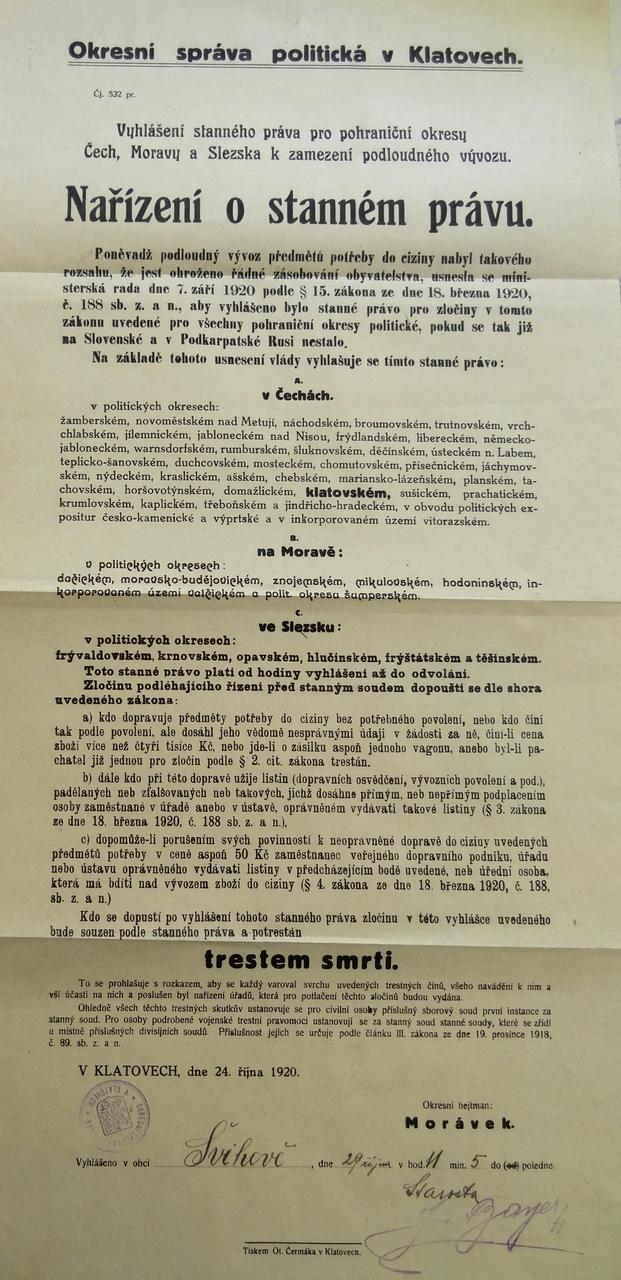 Okresní správa politická v Klatovech.
Čj. 532 pr.
Vyhlášení stanného práva pro pohraniční okresy
Čech, Moravy a Slezska k zamezení podloudného vývozu.
Nařízení o stanném právu.
Poněvadž podloudný vývoz předmětů potřeby do ciziny nabyl takového
rozsahu, že jest ohroženo řádné zásobování obyvatelstva, usnesla se mini-
sterská rada dne 7. září 1920 podle § 15. zákona ze dne 18. března 1920,
č. 188 sb. z. a n., aby vyhlášeno bylo stanné právo pro zločiny v tomto
zákonu uvedené pro všechny pohraniční okresy politické, pokud se tak již
na Slovenské a v Podkarpatské Rusi nestalo.
Na základě tohoto usnesení vlády vyhlašuje se tímto stanné právo:
A.
v Čechách.
v politických okresech:
žamberském, novoměstském nad Metují, náchodském, broumovském, trutnovském, vrch-
chlabském, jílemnickém, jabloneckém nad Nisou, frýdlandském, libereckém, německo-
jabloneckém, warnsdorfském, rumburském, šluknovském, děčínském, ústeckém n. Labem,
teplicko-šanovském, duchcovském, mosteckém, chomutovském, přísečnickém, jáchymov-
ském, nýdeckém, kraslickém, ašském, chebském, mariansko-lázeňském, planském, ta-
chovském, horšovotýnském, domažlickém, klatovském, sušickém, prachatickém,
krumlovském, kaplickém, třeboňském a jindřicho-hradeckém, v obvodu politických ex-
positur česko-kamenické a výprtské a v inkorporovaném území vitorazském.
B.
na Moravě:
v politických okresech:
dačickém, moravsko-budějovickém, znojemském, mikulovském, hodonínském, in-
korporovaném území valčickém a polit. okresu šumperském.
C.
ve Slezsku:
v politických okresech:
frývaldovském, krnovském, opavském, hlučínském, frýštátském a těšínském.
Toto stanné právo platí od hodiny vyhlášení až do odvolání.
Zločinu podléhajícího řízení před stanným soudem dopouští se dle shora
uvedeného zákona:
a) kdo dopravuje předměty potřeby do ciziny bez potřebného povolení, nebo kdo činí
tak podle povolení, ale dosáhl jeho vědomě nesprávnými údaji v žádosti za ně, činí-li cena
zboží více než čtyři tisíce Kč, nebo jde-li o zásilku aspoň jednoho vagonu, anebo byl-li pa-
chatel již jednou pro zločin podle § 2. cit. zákona trestán.
b) dále kdo při této dopravě užije listin (dopravních osvědčení, vývozních povolení a pod.),
padělaných neb zfalšovaných neb takových, jichž dosáhne přímým, neb nepřímým podplacením
osoby zaměstnané v úřadě anebo v ústavě, oprávněném vydávati takové listiny (§ 3. zákona
ze dne 18. března 1920, č. 188 sb. z. a n.),
c) dopomůže-li porušením svých povinností k neoprávněné dopravě do ciziny uvedených
předmětů potřeby v ceně aspoň 50 Kč zaměstnanec veřejného dopravního podniku, úřadu
nebo ústavu oprávněného vydávati listiny v předcházejícím bodě uvedené, neb úřední osoba,
která má bdíti nad vývozem zboží do ciziny (§ 4. zákona ze dne 18. března 1920, č. 188,
sb. z. a n.)
Kdo se dopustí po vyhlášení tohoto stanného práva zločinu v této vyhlášce uvedeného
bude souzen podle stanného práva a potrestán
trestem smrti.
To se prohlašuje s rozkazem, aby se každý varoval svrchu uvedených trestných činů, všeho navádění k nim a
vší účasti na nich a poslušen byl nařízení úřadů, která pro potlačení těchto zločinů budou vydána.
Ohledně všech těchto trestných skutků ustanovuje se pro civilní osoby příslušný sborový soud první instance za
stanný soud. Pro osoby podrobené vojenské trestní pravomoci ustanovují se za stanný soud stanné soudy, které se zřídí
u místně příslušných divisijních soudů. Příslušnost jejich se určuje podle článku III. zákona ze dne 19. prosince 1918,
č. 89. sb. z. a n.
V KLATOVECH, dne 24. října 1920.
Okresní hejtman:
Morávek.
Vyhlášeno v obci Švihově, dne 29 října v hod. 11 min. 5 do (od) poledne.
Starosta
Tiskem Ot. Čermáka v Klatovech.